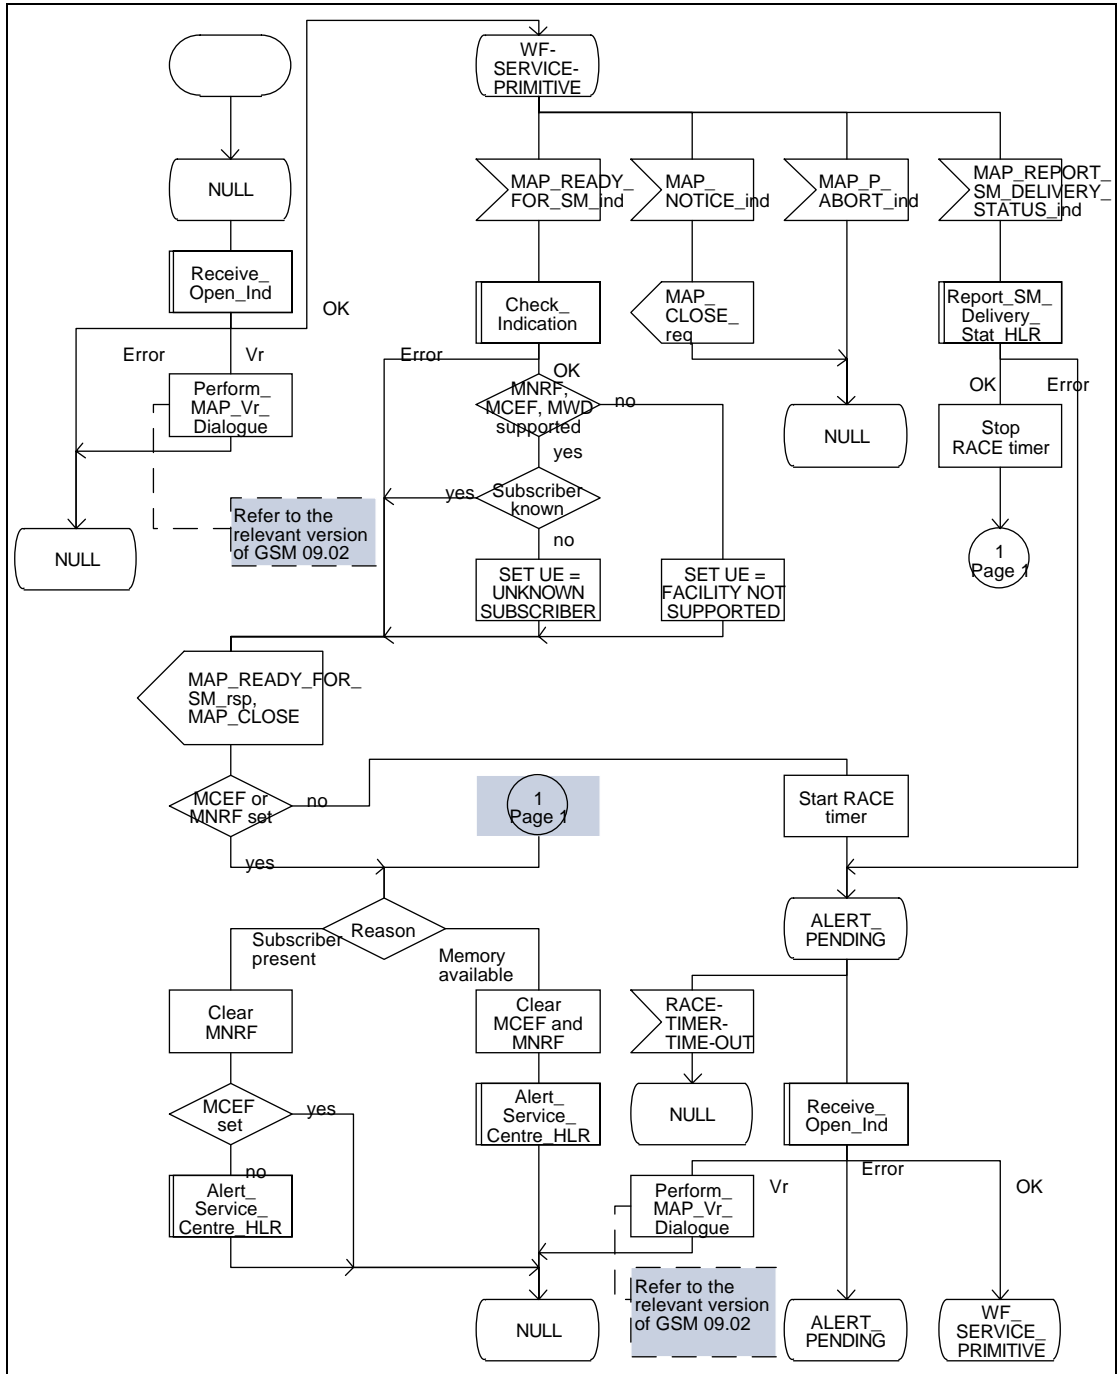 WF-
SERVICE-
PRIMITIVE
NULL
MAP_READY_
FOR_SM_ind
MAP_
NOTICE_ind
MAP_P_
ABORT_ind
MAP_REPORT_
SM_DELIVERY_
STATUS_ind
Receive_
Open_Ind
OK
Check_
Indication
MAP_
CLOSE_
req
Report_SM_
Delivery_
Stat_HLR
Error
Vr
Error
OK
OK
Error
Perform_
MAP_Vr_
Dialogue
MNRF,
MCEF, MWD
supported
no
NULL
Stop
RACE timer
yes
yes
Subscriber
known
no
Refer to the
relevant version
of GSM 09.02
NULL
1
Page 1
SET UE =
UNKNOWN
SUBSCRIBER
SET UE =
FACILITY NOT
SUPPORTED
MAP_READY_FOR_
SM_rsp,
MAP_CLOSE
MCEF or
MNRF set
no
1
Page 1
Start RACE
timer
yes
Reason
Subscriber
present
Memory
available
ALERT_
PENDING
Clear
MNRF
Clear
MCEF and
MNRF
RACE-
TIMER-
TIME-OUT
MCEF
set
yes
Alert_
Service_
Centre_HLR
NULL
Receive_
Open_Ind
no
Alert_
Service_
Centre_HLR
Perform_
MAP_Vr_
Dialogue
Vr
Error
OK
Refer to the
relevant version
of GSM 09.02
NULL
ALERT_
PENDING
WF_
SERVICE_
PRIMITIVE